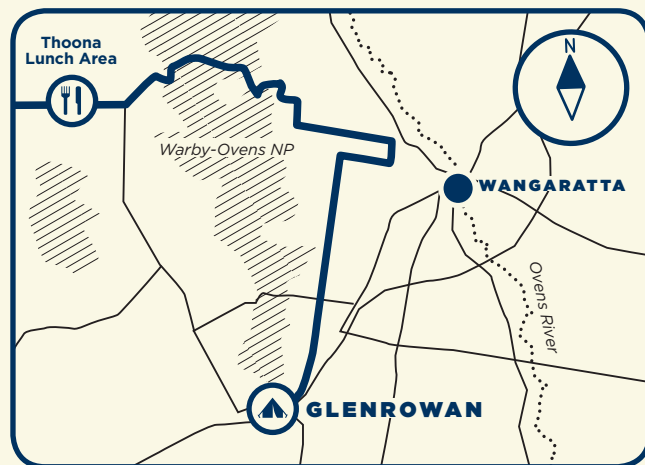 Thoona
Lunch Area
N
Warby-Ovens NP
WANGARATTA
Ovens River
GLENROWAN